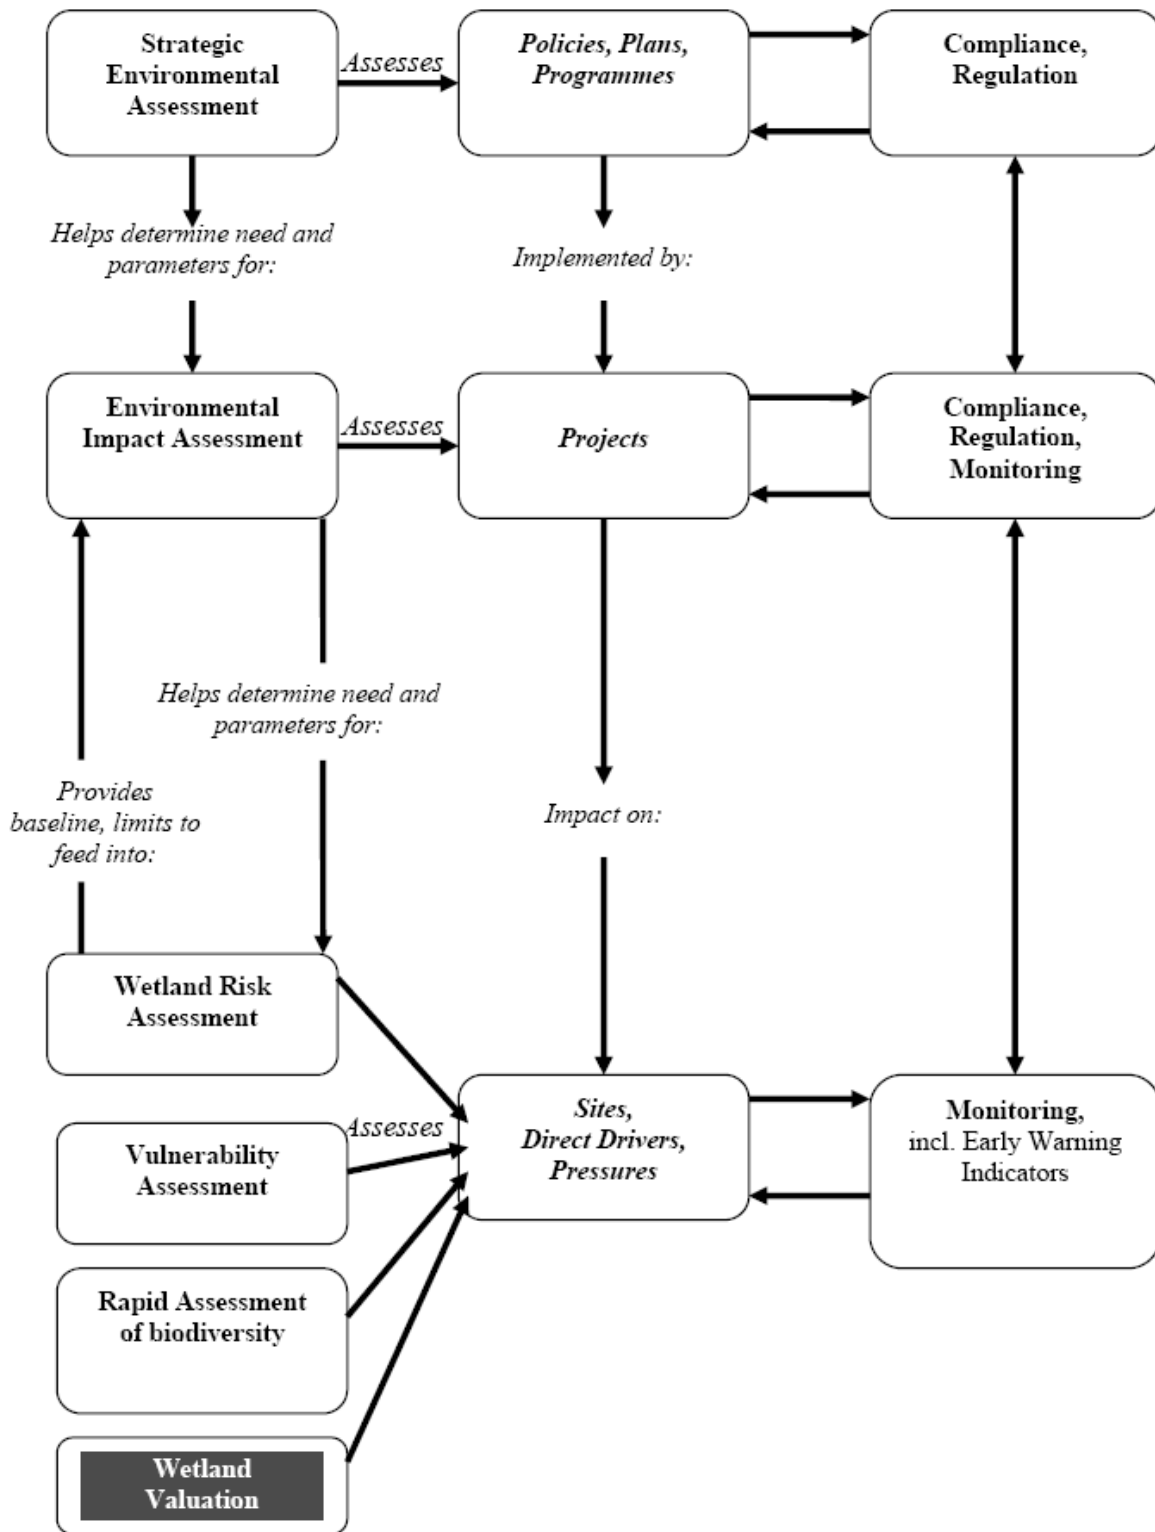 Strategic
Environmental
Assessment
Assesses
Policies, Plans,
Programmes
Compliance,
Regulation
Helps determine need and
parameters for:
Implemented by:
Environmental
Impact Assessment
Assesses
Projects
Compliance,
Regulation,
Monitoring
Helps determine need and
parameters for:
Provides
baseline, limits to
feed into:
Impact on:
Wetland Risk
Assessment
Assesses
Vulnerability
Assessment
Sites,
Direct Drivers,
Pressures
Monitoring,
incl. Early Warning
Indicators
Rapid Assessment
of biodiversity
Wetland
Valuation